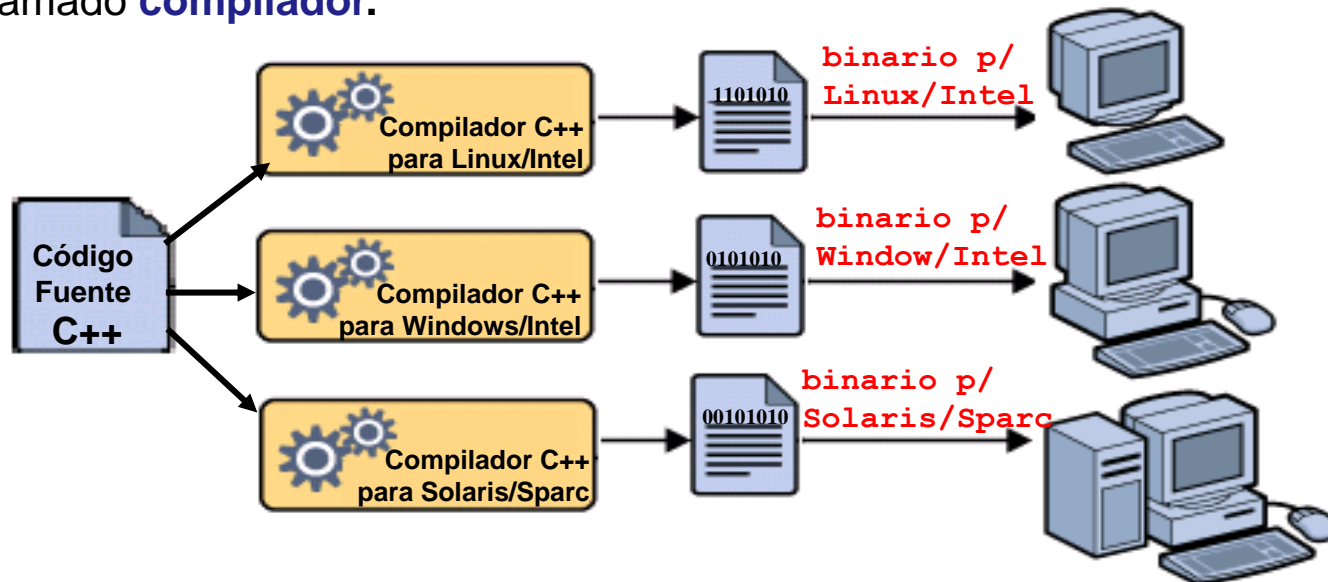 amado compilador.
binario p/
Linux/Intel
1101010
Compilador C++
para Linux/Intel
Código
Fuente
C++
binario p/
Window/Intel
0101010
Compilador C++
para Windows/Intel
binario p/
Solaris/Sparc
00101010
Compilador C++
para Solaris/Sparc